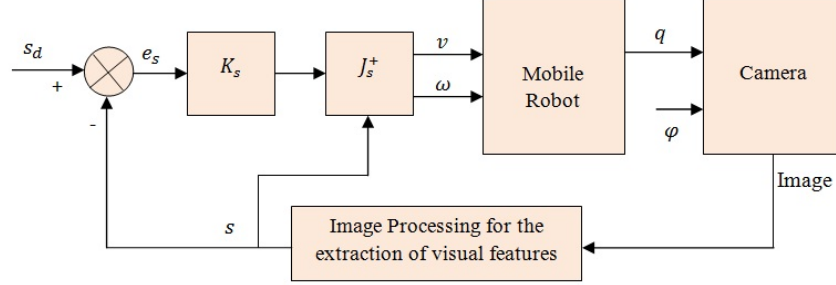 s_d
+
-
e_s
K_s
J_s^+
v
ω
Mobile
Robot
q
φ
Camera
Image
s
Image Processing for the
extraction of visual features